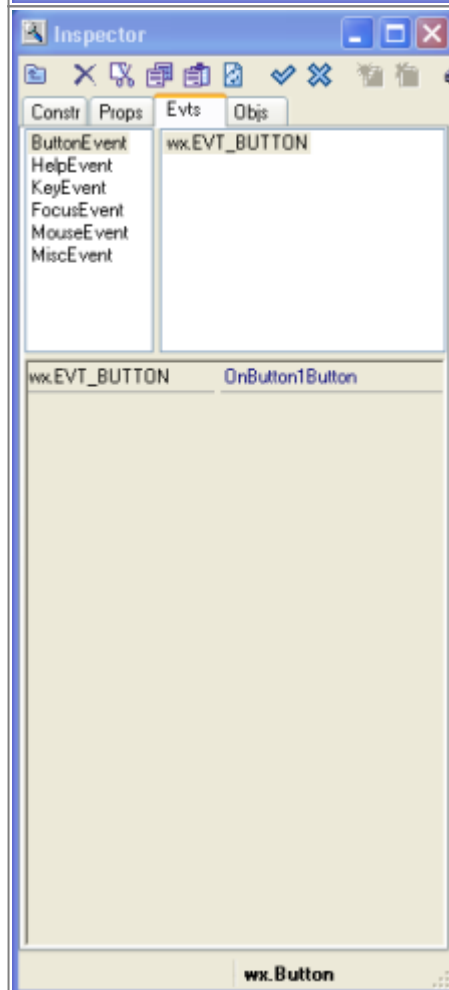 Inspector
Constr Props Evts Objs
ButtonEvent wx.EVT_BUTTON
HelpEvent
KeyEvent
FocusEvent
MouseEvent
MiscEvent
wx.EVT_BUTTON OnButton1Button
wx.Button